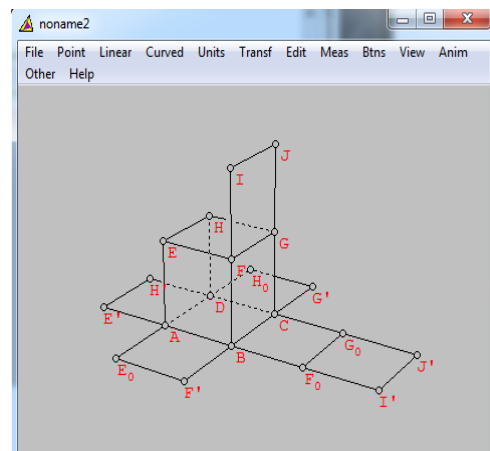 noname2
File Point Linear Curved Units Transf Edit Meas Btns View Anim
Other Help
J
I
H
E
G
F
H
H0
G'
E'
D
C
A
B
G0
E0
F0
J'
F'
I'